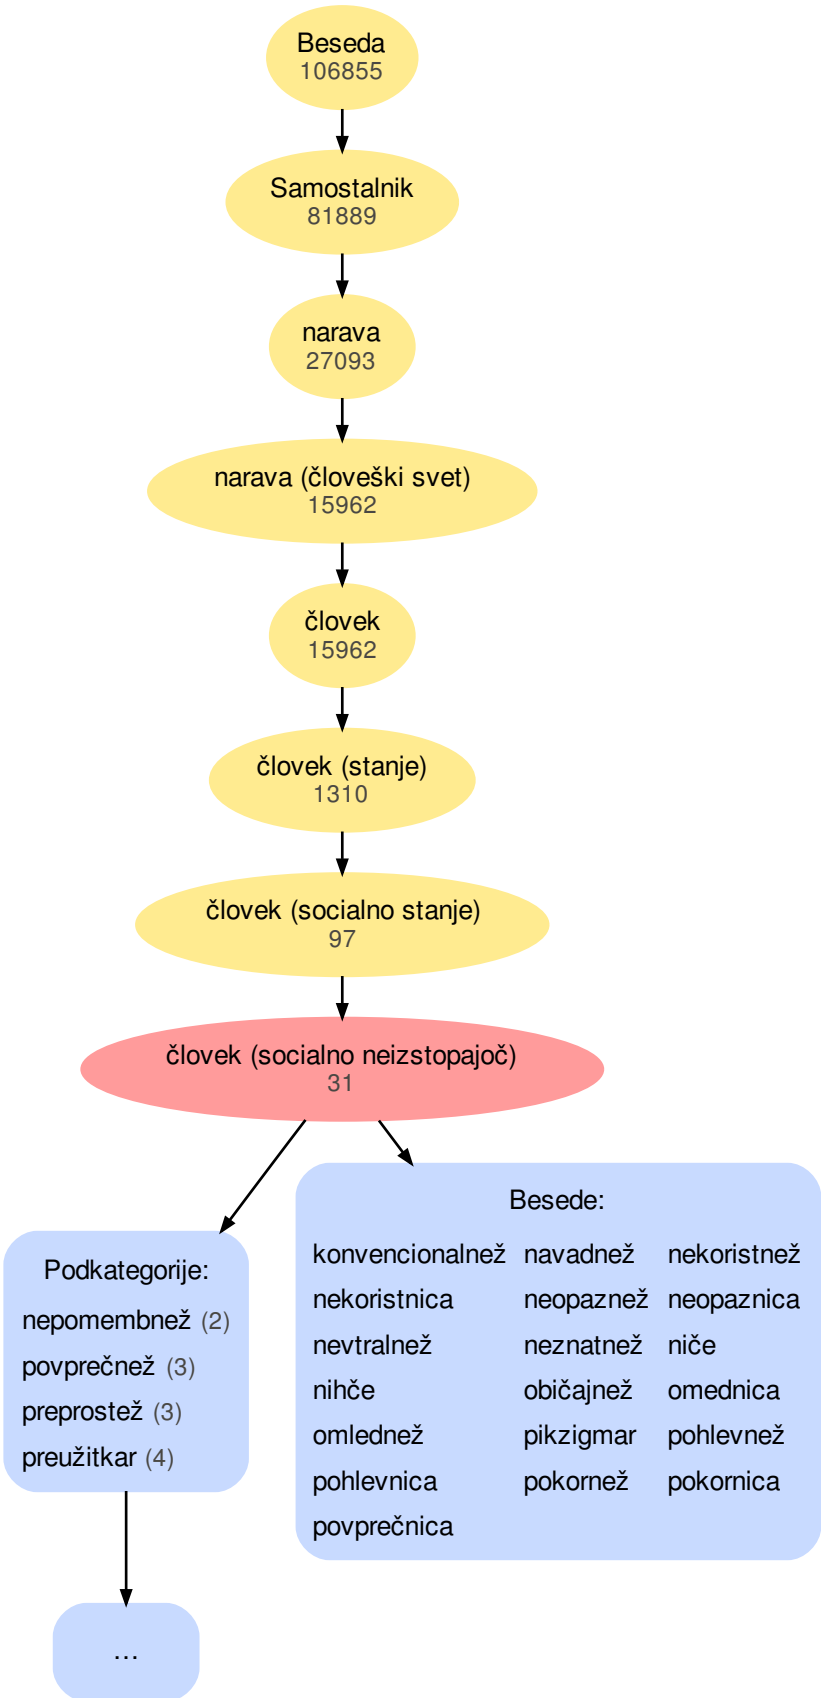 Beseda
106855
Samostalnik
81889
narava
27093
narava (človeški svet)
15962
človek
15962
človek (stanje)
1310
človek (socialno stanje)
97
človek (socialno neizstopajoč)
31
Podkategorije:
nepomembnež (2)
povprečnež (3)
preprostež (3)
preužitkar (4)
...
Besede:
konvencionalnež navadnež nekoristnež
nekoristnica neopaznež neopaznica
nevtralnež neznatnež niče
nihče običajnež omednica
omlednež pikzigmar pohlevnež
pohlevnica pokornež pokornica
povprečnica